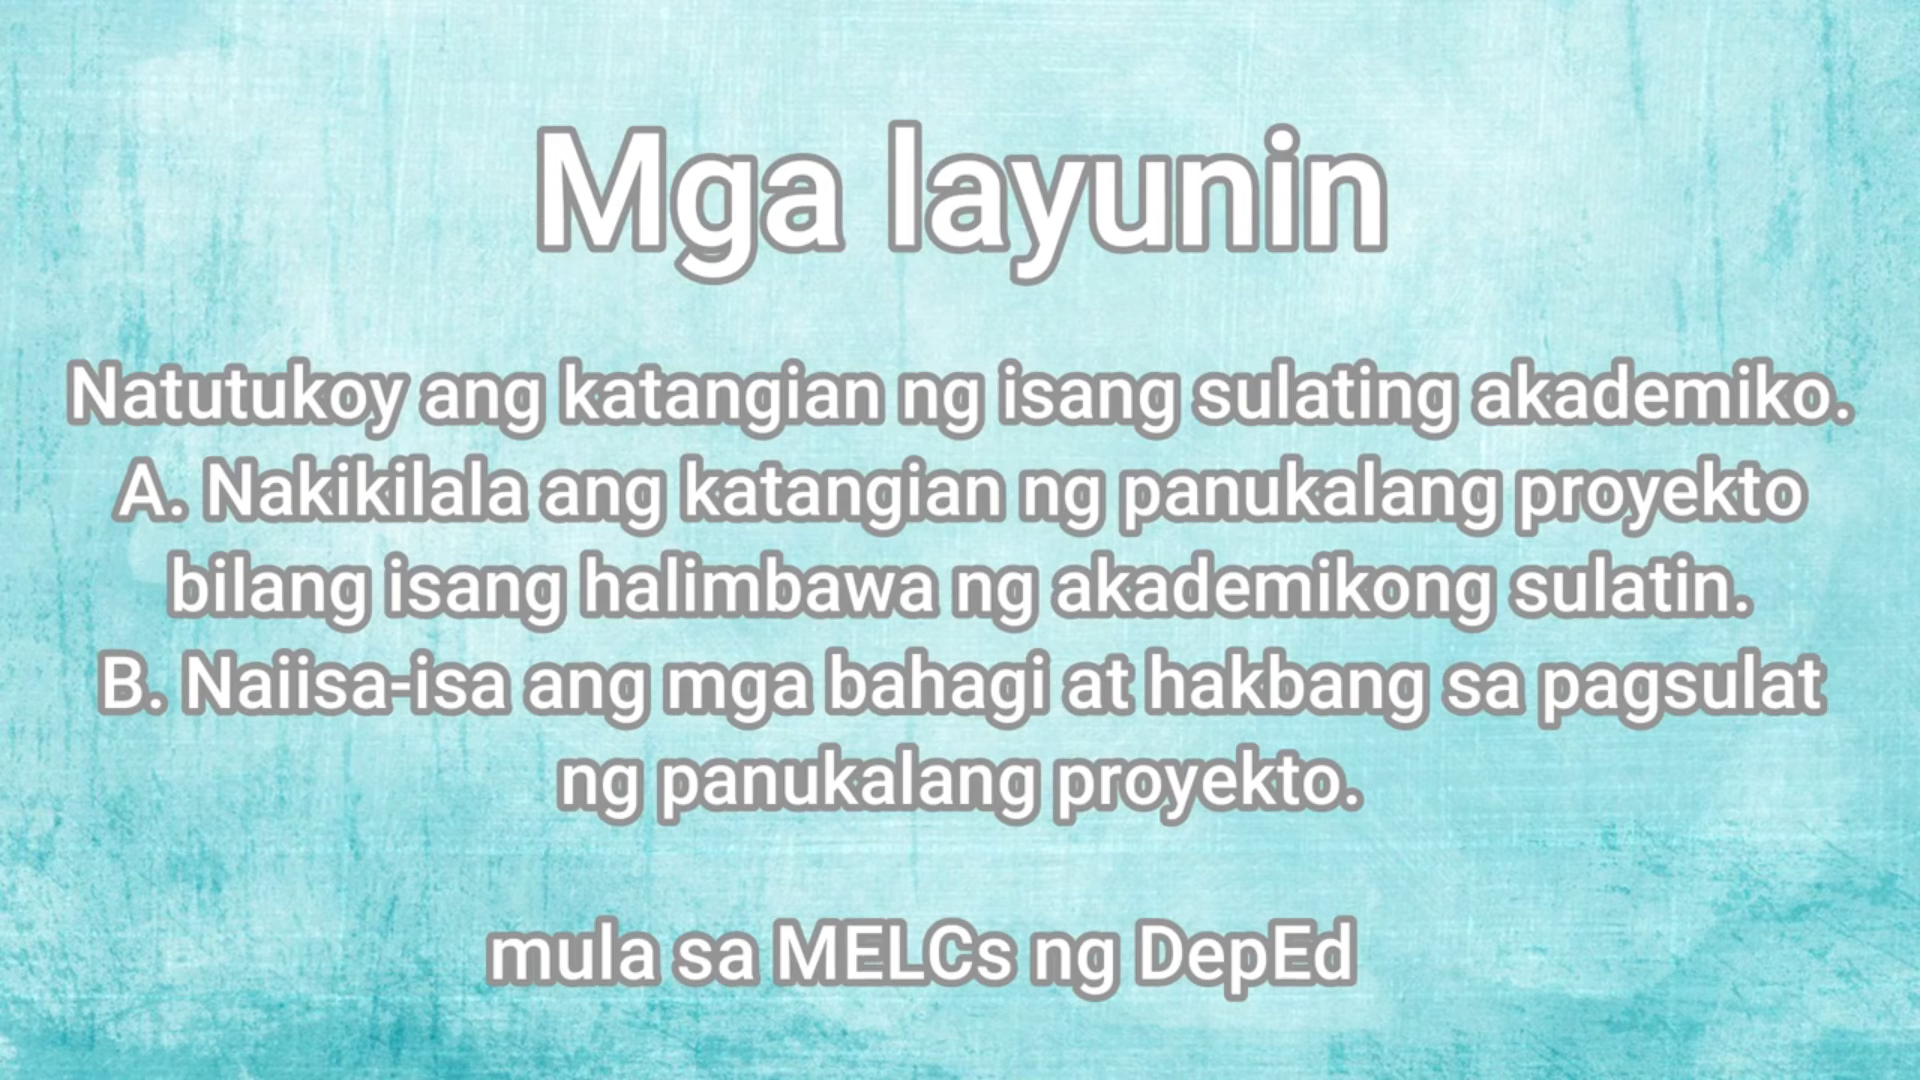 Mga layunin
Natutukoy ang katangian ng isang sulating akademiko.
A. Nakikilala ang katangian ng panukalang proyekto
bilang isang halimbawa ng akademikong sulatin.
B. Naiisa-isa ang mga bahagi at hakbang sa pagsulat
ng panukalang proyekto.
mula sa MELCs ng DepEd